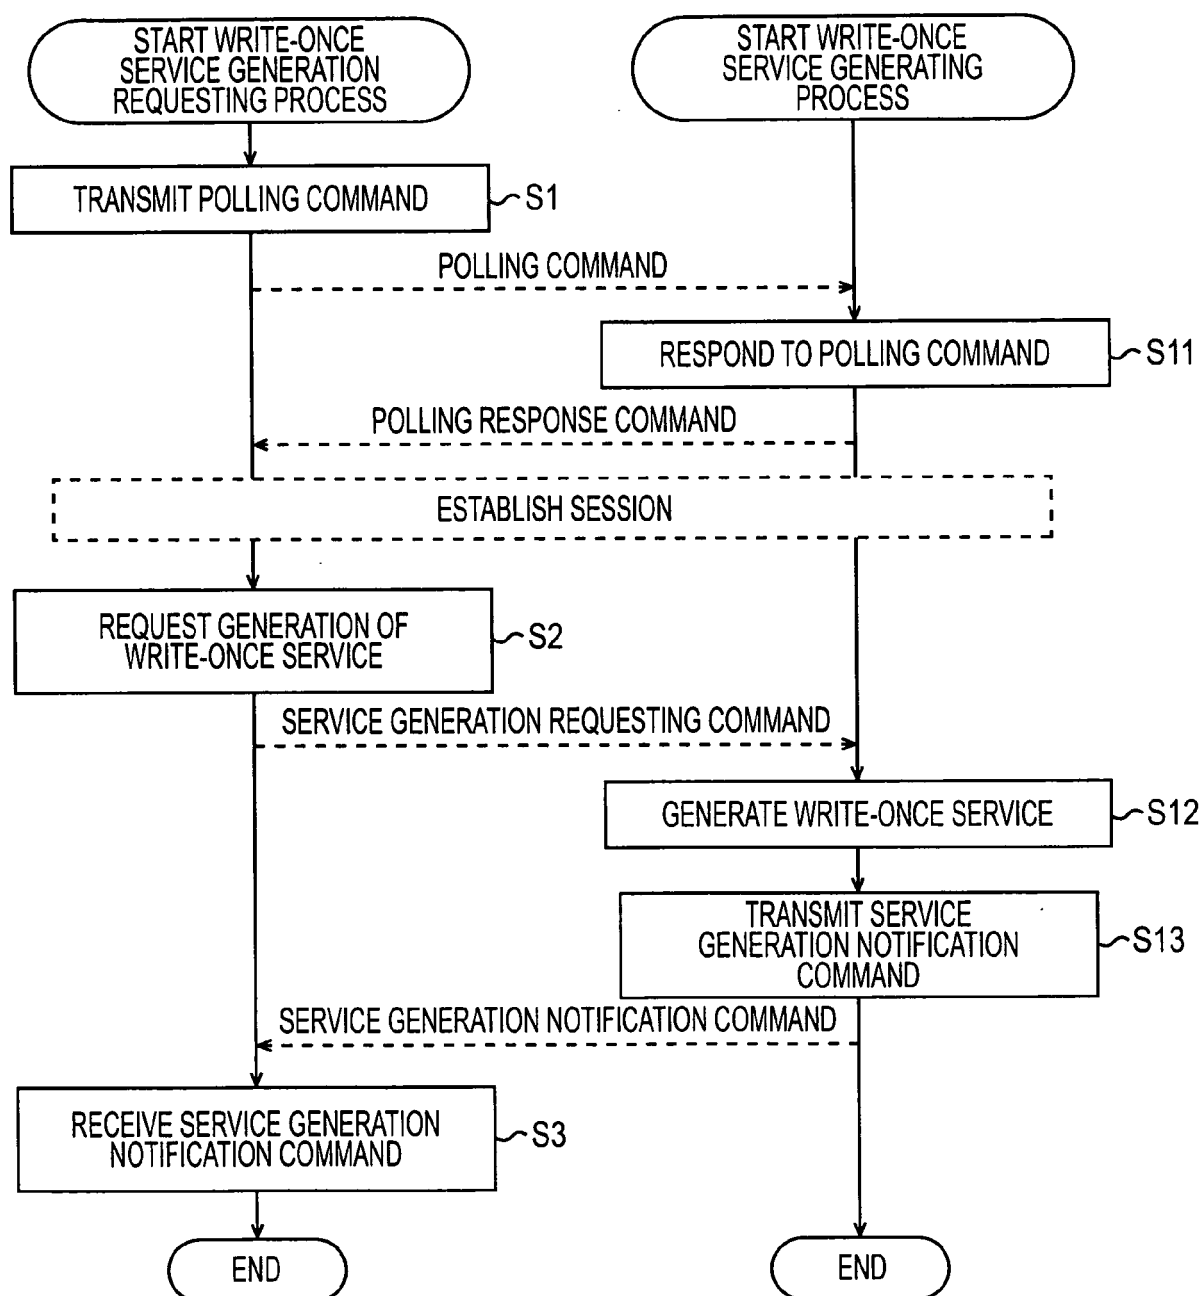 START WRITE-ONCE
SERVICE GENERATION
REQUESTING PROCESS
START WRITE-ONCE
SERVICE GENERATING
PROCESS
TRANSMIT POLLING COMMAND
S1
POLLING COMMAND
RESPOND TO POLLING COMMAND
S11
POLLING RESPONSE COMMAND
ESTABLISH SESSION
REQUEST GENERATION OF
WRITE-ONCE SERVICE
S2
SERVICE GENERATION REQUESTING COMMAND
GENERATE WRITE-ONCE SERVICE
S12
TRANSMIT SERVICE
GENERATION NOTIFICATION
COMMAND
S13
SERVICE GENERATION NOTIFICATION COMMAND
RECEIVE SERVICE GENERATION
NOTIFICATION COMMAND
S3
END
END